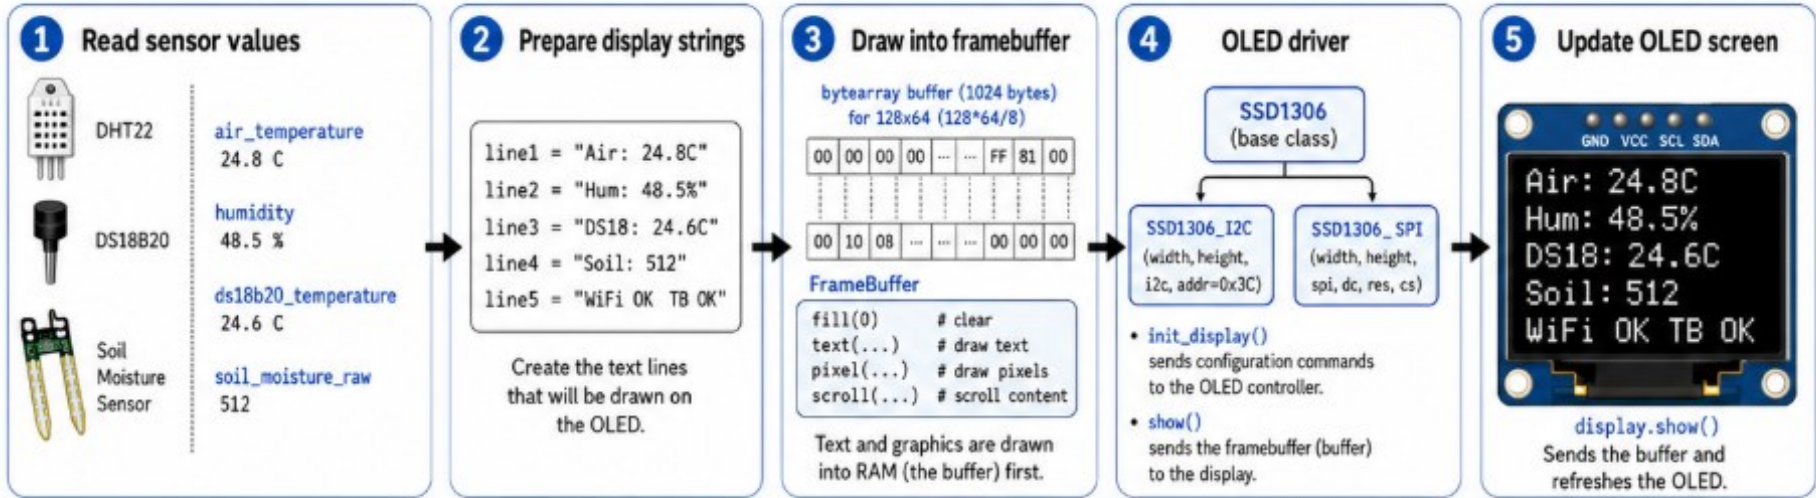 1 Read sensor values
DHT22
air_temperature
24.8 C
humidity
48.5 %
DS18B20
ds18b20_temperature
24.6 C
Soil
Moisture
Sensor
soil_moisture_raw
512
2 Prepare display strings
line1 = "Air: 24.8C"
line2 = "Hum: 48.5%"
line3 = "DS18: 24.6C"
line4 = "Soil: 512"
line5 = "WiFi OK TB OK"
Create the text lines
that will be drawn on
the OLED.
3 Draw into framebuffer
bytearray buffer (1024 bytes)
for 128x64 (128*64/8)
00 00 00 00 ... ... FF 81 00
00 10 08 ... ... ... 00 00 00
FrameBuffer
fill(0) # clear
text(...) # draw text
pixel(...) # draw pixels
scroll(...) # scroll content
Text and graphics are drawn
into RAM (the buffer) first.
4 OLED driver
SSD1306
(base class)
SSD1306_I2C
(width, height,
i2c, addr=0x3C)
SSD1306_SPI
(width, height,
spi, dc, res, cs)
• init_display()
sends configuration commands
to the OLED controller.
• show()
sends the framebuffer (buffer)
to the display.
5 Update OLED screen
GND VCC SCL SDA
Air: 24.8C
Hum: 48.5%
DS18: 24.6C
Soil: 512
WiFi OK TB OK
display.show()
Sends the buffer and
refreshes the OLED.